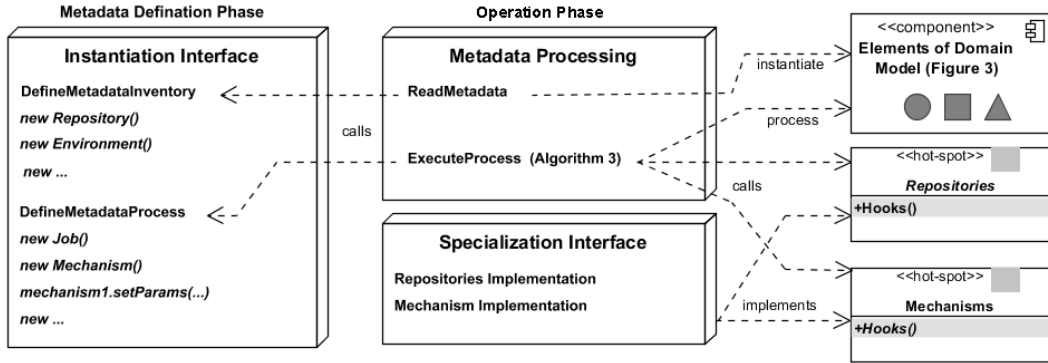 Metadata Defination Phase
Instantiation Interface
DefineMetadataInventory
new Repository()
new Environment()
new ...
DefineMetadataProcess
new Job()
new Mechanism()
mechanism1.setParams(...)
new ...
Operation Phase
Metadata Processing
ReadMetadata
calls
ExecuteProcess (Algorithm 3)
Specialization Interface
Repositories Implementation
Mechanism Implementation
instantiate
process
calls
implements
<<component>>
Elements of Domain
Model (Figure 3)
<<hot-spot>>
Repositories
+Hooks()
<<hot-spot>>
Mechanisms
+Hooks()